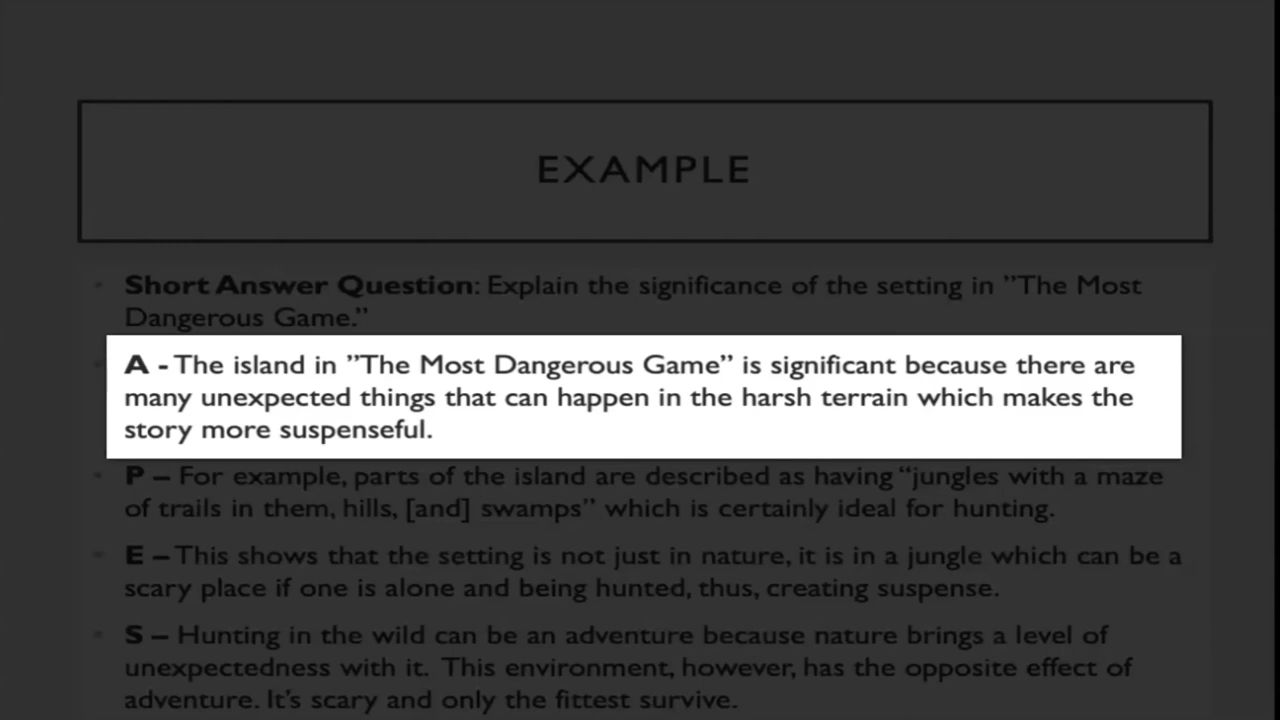 EXAMPLE
• Short Answer Question: Explain the significance of the setting in ”The Most
Dangerous Game.”
A - The island in ”The Most Dangerous Game” is significant because there are
many unexpected things that can happen in the harsh terrain which makes the
story more suspenseful.
• P – For example, parts of the island are described as having “jungles with a maze
of trails in them, hills, [and] swamps” which is certainly ideal for hunting.
• E – This shows that the setting is not just in nature, it is in a jungle which can be a
scary place if one is alone and being hunted, thus, creating suspense.
• S – Hunting in the wild can be an adventure because nature brings a level of
unexpectedness with it. This environment, however, has the opposite effect of
adventure. It’s scary and only the fittest survive.